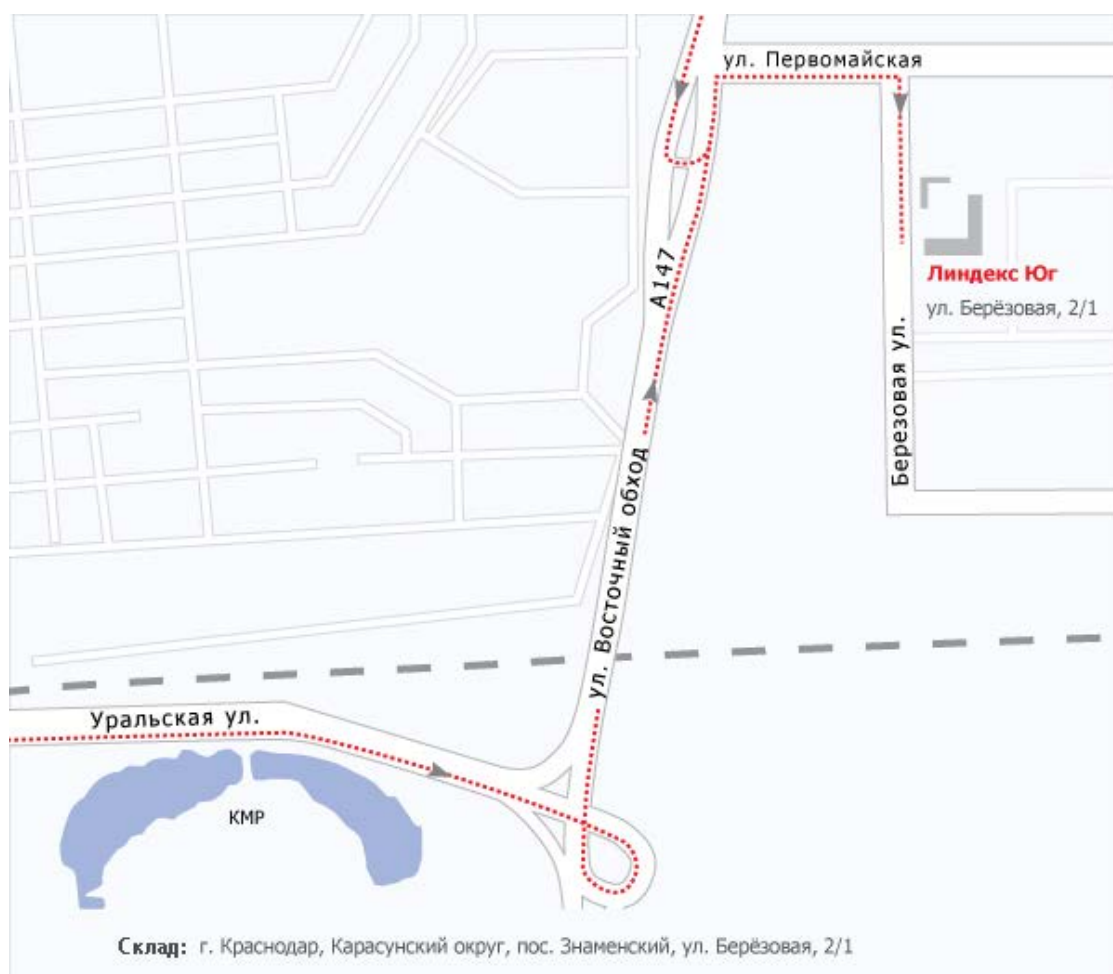 ул. Первомайская
А147
Линдекс Юг
ул. Берёзовая, 2/1
Березовая ул.
ул. Восточный обход
Уральская ул.
КМР
Склад: г. Краснодар, Карасунский округ, пос. Знаменский, ул. Берёзовая, 2/1